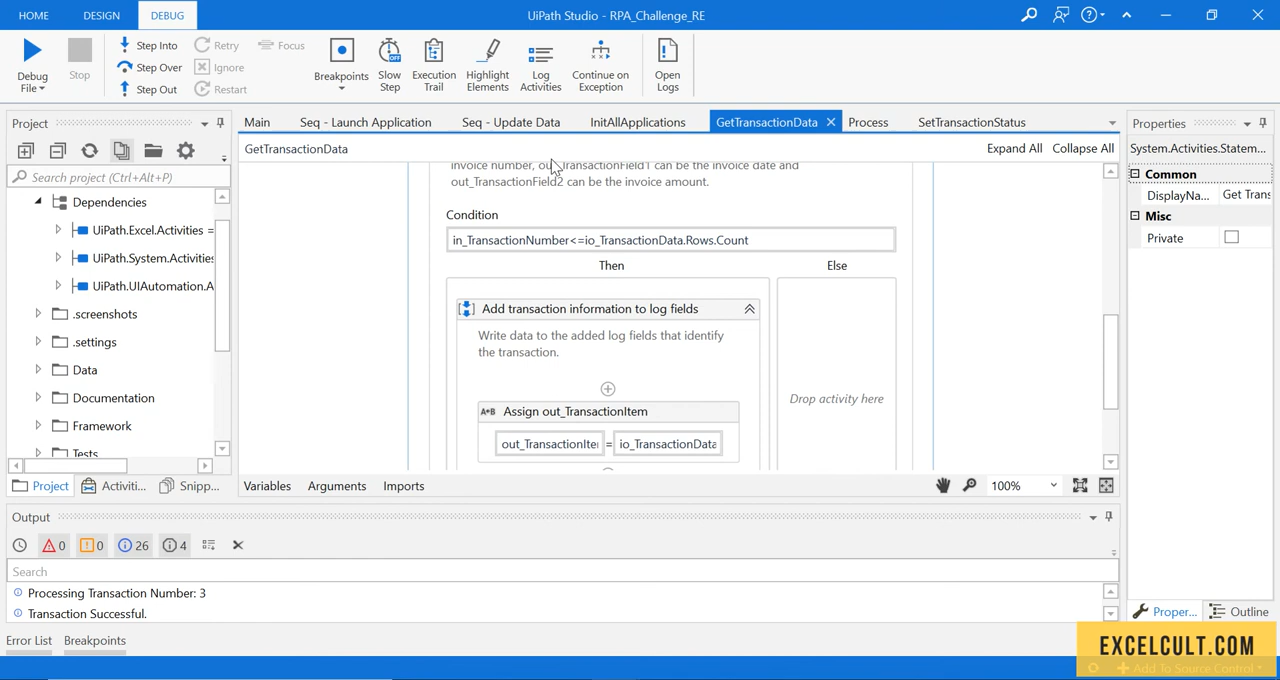 HOME DESIGN DEBUG UiPath Studio - RPA_Challenge_RE
Debug File
Stop
Step Into
Step Over
Step Out
Retry
Ignore
Restart
Focus
Breakpoints
Slow Step
Execution Trail
Highlight Elements
Log Activities
Continue on Exception
Open Logs
Project
Main Seq - Launch Application Seq - Update Data InitAllApplications GetTransactionData Process SetTransactionStatus
Properties
GetTransactionData Expand All Collapse All
System.Activities.Statem...
Search project (Ctrl+Alt+P)
Dependencies
UiPath.Excel.Activities =
UiPath.System.Activities
UiPath.UIAutomation.A
.screenshots
.settings
Data
Documentation
Framework
Tests
Project Activiti... Snipp...
invoice number, out_TransactionField1 can be the invoice date and
out_TransactionField2 can be the invoice amount.
Condition
in_TransactionNumber<=io_TransactionData.Rows.Count
Then Else
Add transaction information to log fields
Write data to the added log fields that identify
the transaction.
Assign out_TransactionItem
out_TransactionIte = io_TransactionData
Drop activity here
Variables Arguments Imports 100%
Common
DisplayNa... Get Trans
Misc
Private
Output
0 0 26 4
Search
Processing Transaction Number: 3
Transaction Successful.
Error List Breakpoints
Proper... Outline
EXCELCULT.COM
Add To Source Control